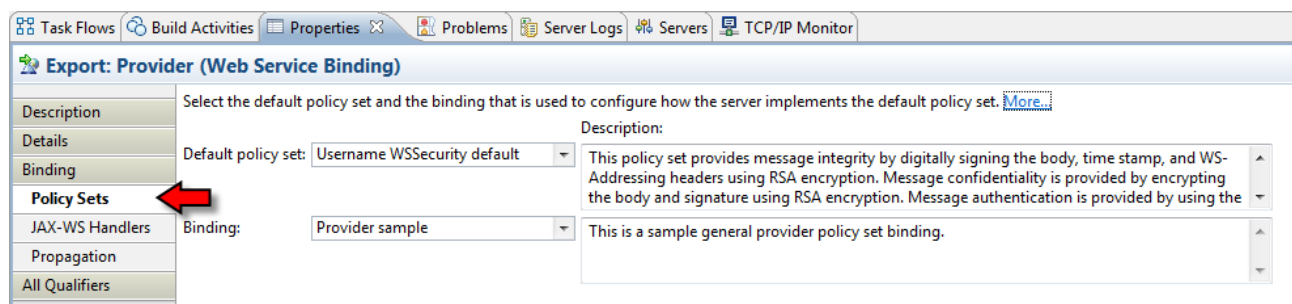 Task Flows Build Activities Properties Problems Server Logs Servers TCP/IP Monitor
Export: Provider (Web Service Binding)
Description
Details
Binding
Policy Sets
JAX-WS Handlers
Propagation
All Qualifiers
Select the default policy set and the binding that is used to configure how the server implements the default policy set. More...
Description:
Default policy set: Username WSSecurity default
This policy set provides message integrity by digitally signing the body, time stamp, and WS-
Addressing headers using RSA encryption. Message confidentiality is provided by encrypting
the body and signature using RSA encryption. Message authentication is provided by using the
Binding: Provider sample
This is a sample general provider policy set binding.